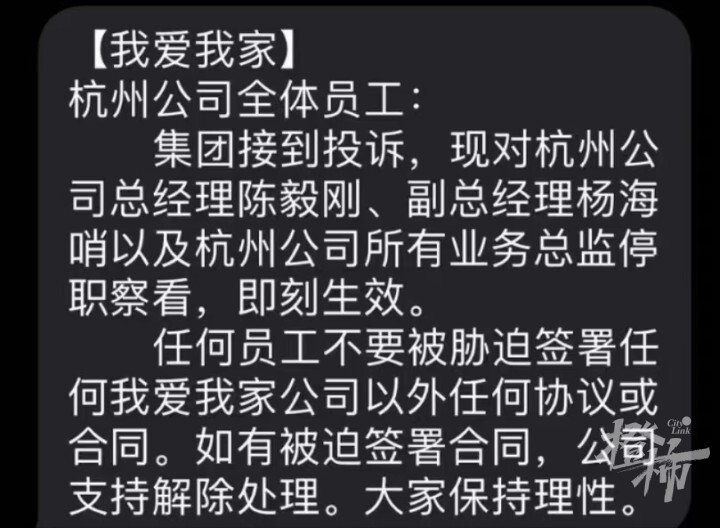 【我爱我家】
杭州公司全体员工：
集团接到投诉，现对杭州公
司总经理陈毅刚、副总经理杨海
哨以及杭州公司所有业务总监停
职察看，即刻生效。
任何员工不要被胁迫签署任
何我爱我家公司以外任何协议或
合同。如有被迫签署合同，公司
支持解除处理。大家保持理性。
City
Link
橙柿